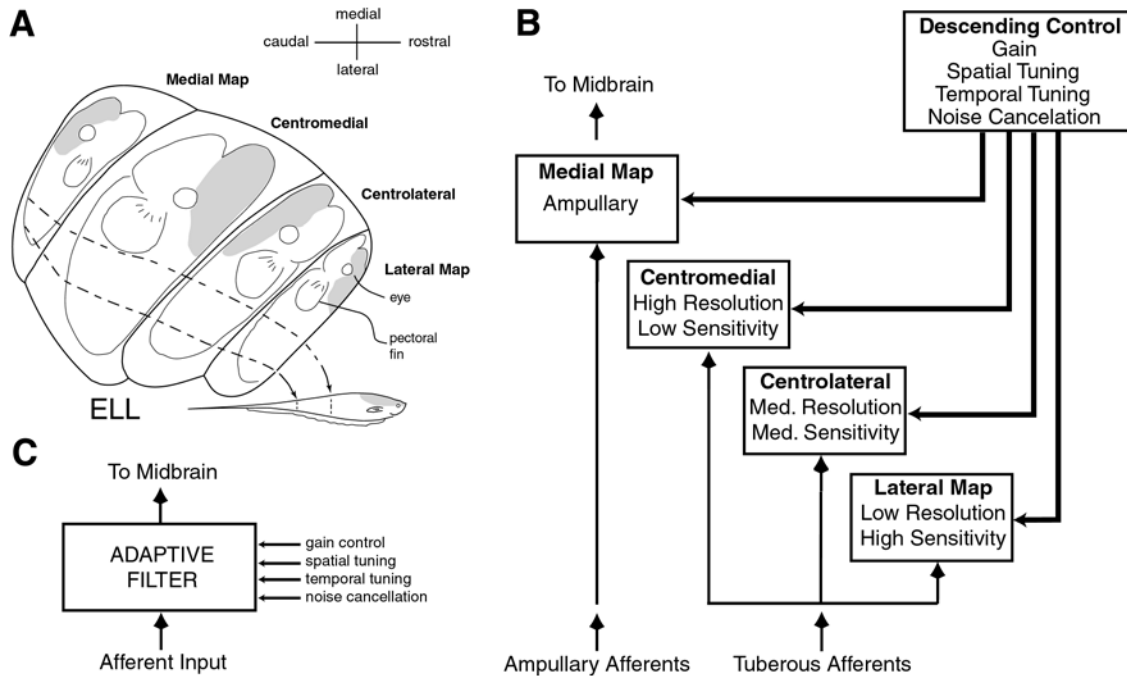 A
medial
caudal
rostral
lateral
Medial Map
Centromedial
Centrolateral
Lateral Map
eye
pectoral
fin
ELL
B
Descending Control
Gain
Spatial Tuning
Temporal Tuning
Noise Cancelation
To Midbrain
Medial Map
Ampullary
Centromedial
High Resolution
Low Sensitivity
Centrolateral
Med. Resolution
Med. Sensitivity
Lateral Map
Low Resolution
High Sensitivity
Ampullary Afferents
Tuberous Afferents
C
To Midbrain
ADAPTIVE
FILTER
gain control
spatial tuning
temporal tuning
noise cancellation
Afferent Input